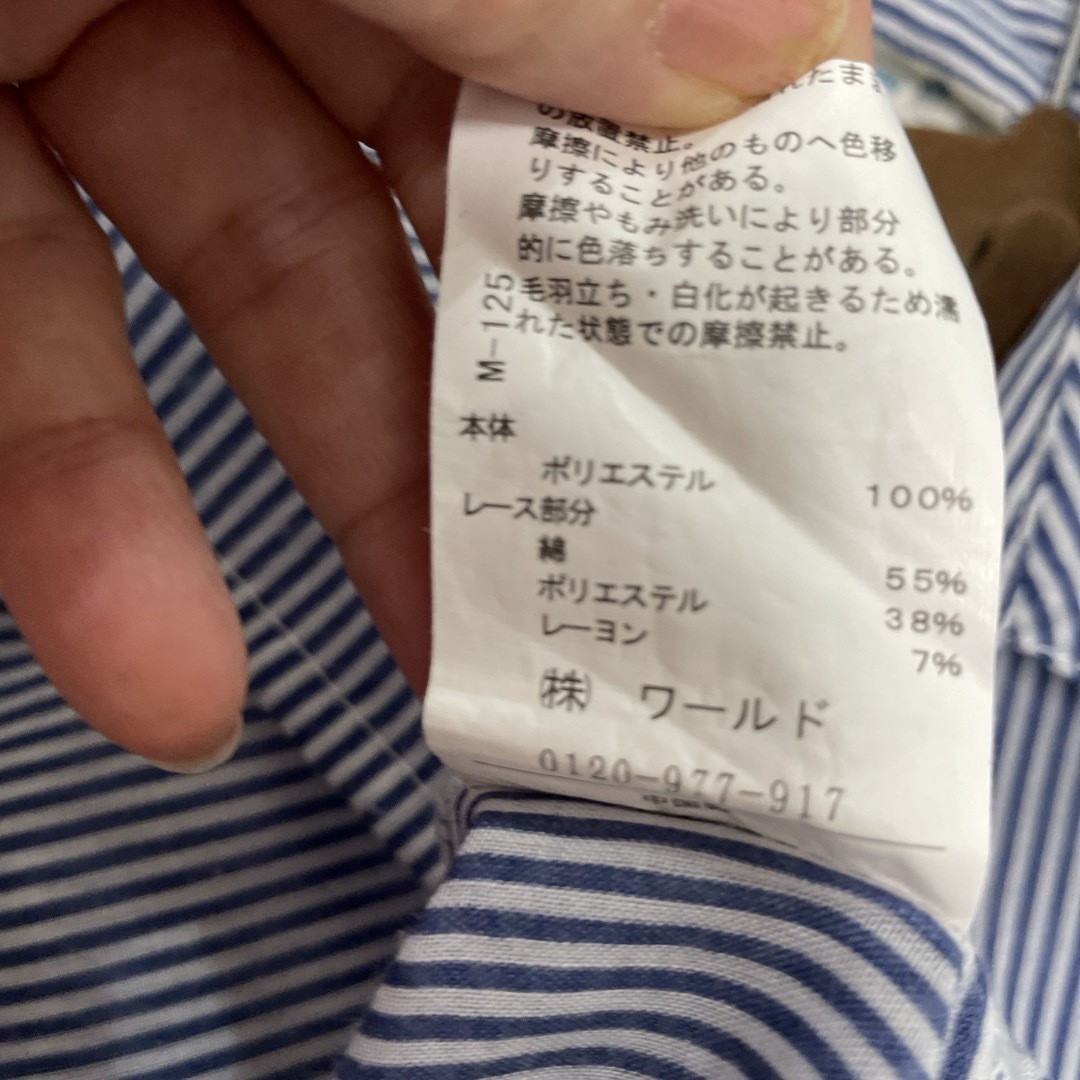 れたまま
の放置禁止。
摩擦により他のものへ色移
りすることがある。
摩擦やもみ洗いにより部分
的に色落ちすることがある。
毛羽立ち・白化が起きるため濡
れた状態での摩擦禁止。
M-125
本体
ポリエステル 100%
レース部分
綿 55%
ポリエステル 38%
レーヨン 7%
㈱ ワールド
0120-977-917